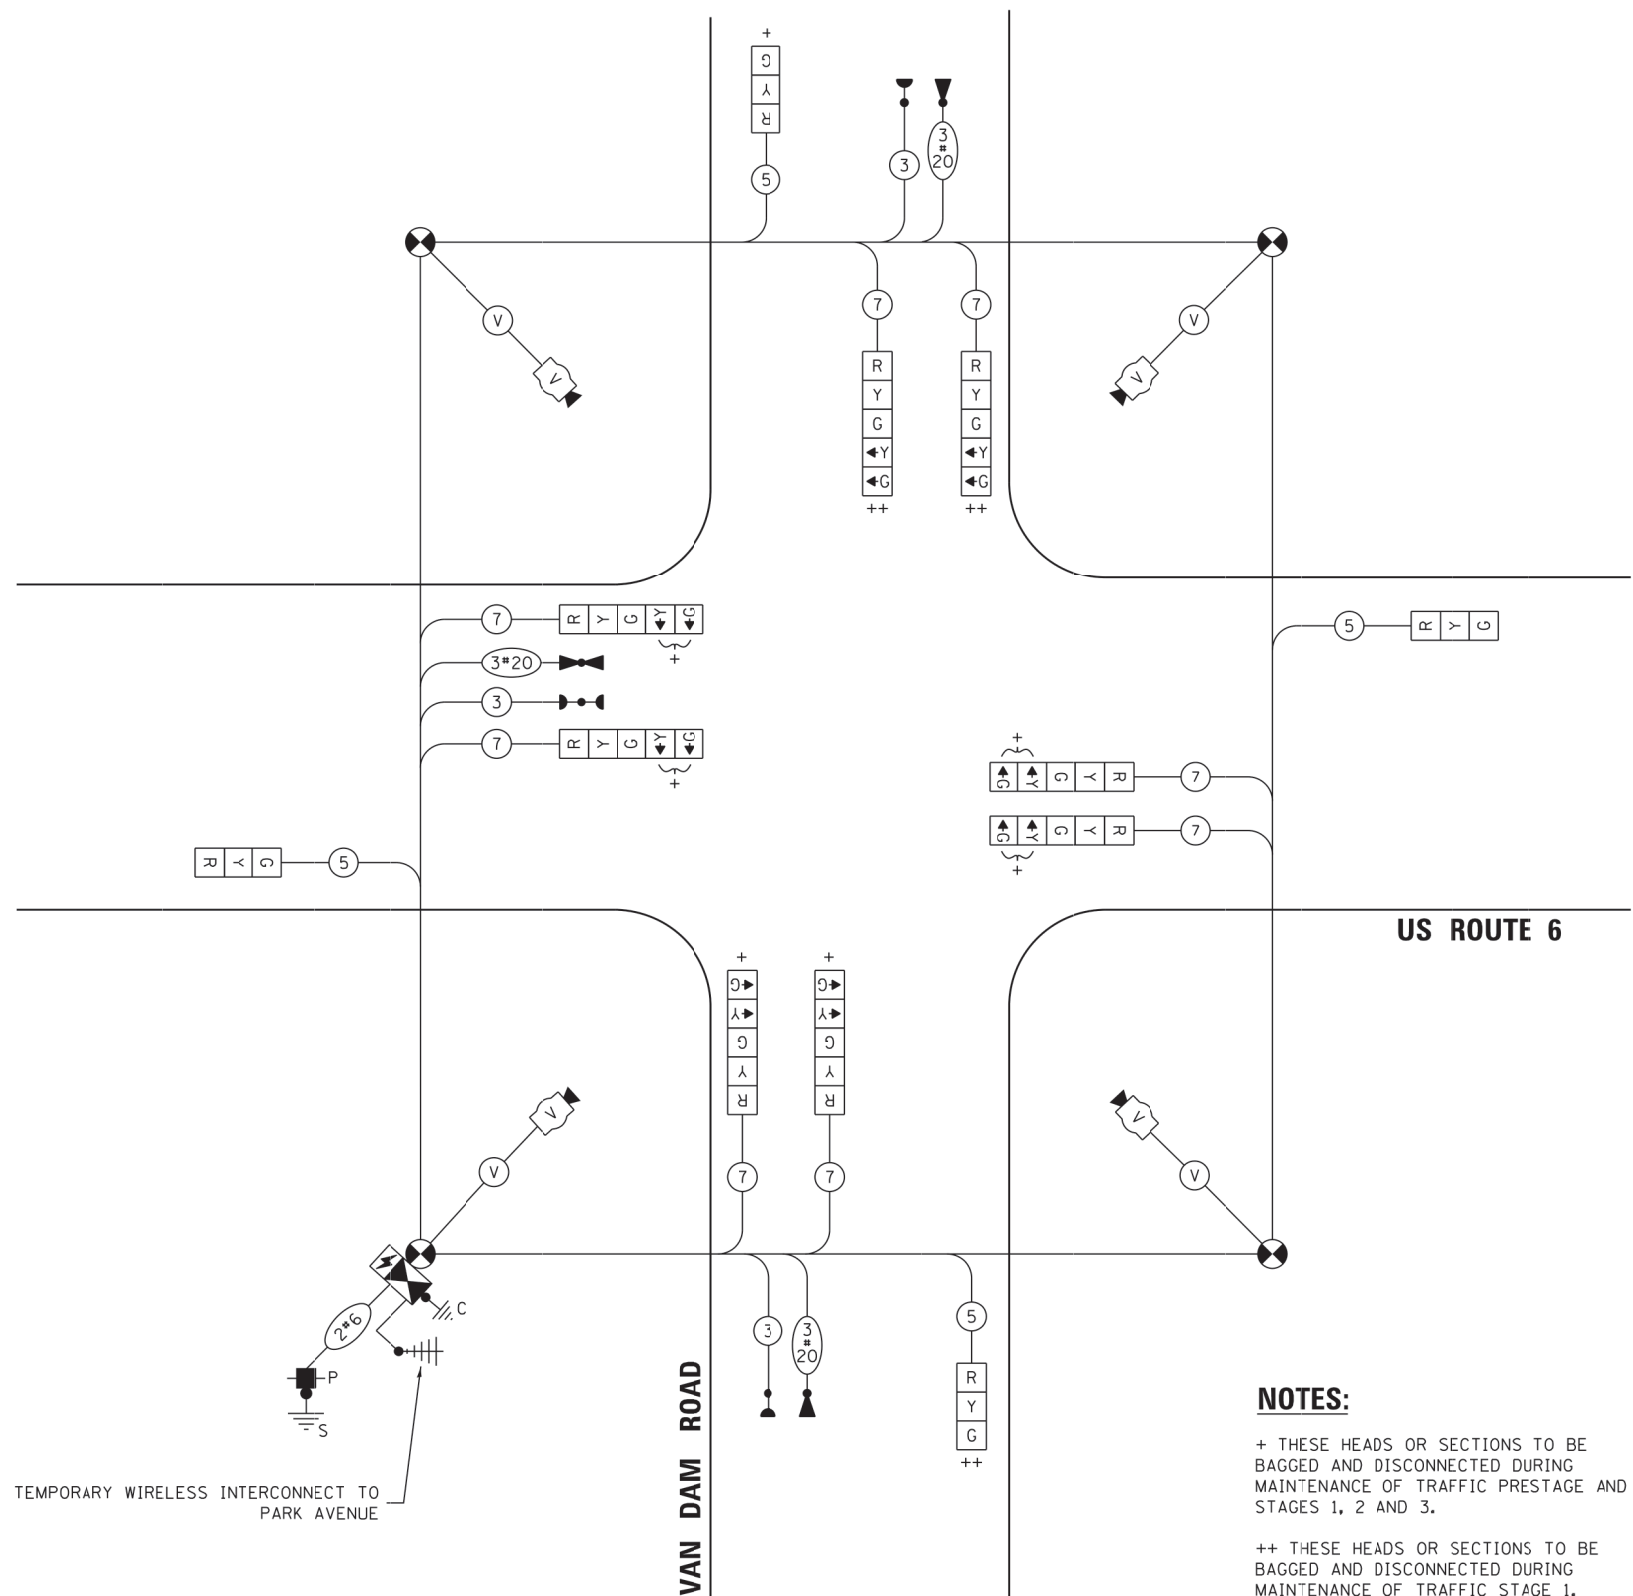 +
G
Y
R
5
3
3
#
20
V
V
7
7
R
Y
G
Y
G
++
R
Y
G
Y
G
++
7
R Y G Y G
+
3#20
3
7
R Y G Y G
+
5
R Y G
+
G Y G Y R
7
G Y G Y R
7
+
R Y G
5
US ROUTE 6
+
G
Y
G
Y
R
7
+
G
Y
G
Y
R
7
V
V
V
V
V
V
2#6
C
P
S
3
3
#
20
5
R
Y
G
++
VAN DAM ROAD
TEMPORARY WIRELESS INTERCONNECT TO
PARK AVENUE
NOTES:
+ THESE HEADS OR SECTIONS TO BE
BAGGED AND DISCONNECTED DURING
MAINTENANCE OF TRAFFIC PRESTAGE AND
STAGES 1, 2 AND 3.
++ THESE HEADS OR SECTIONS TO BE
BAGGED AND DISCONNECTED DURING
MAINTENANCE OF TRAFFIC STAGE 1.